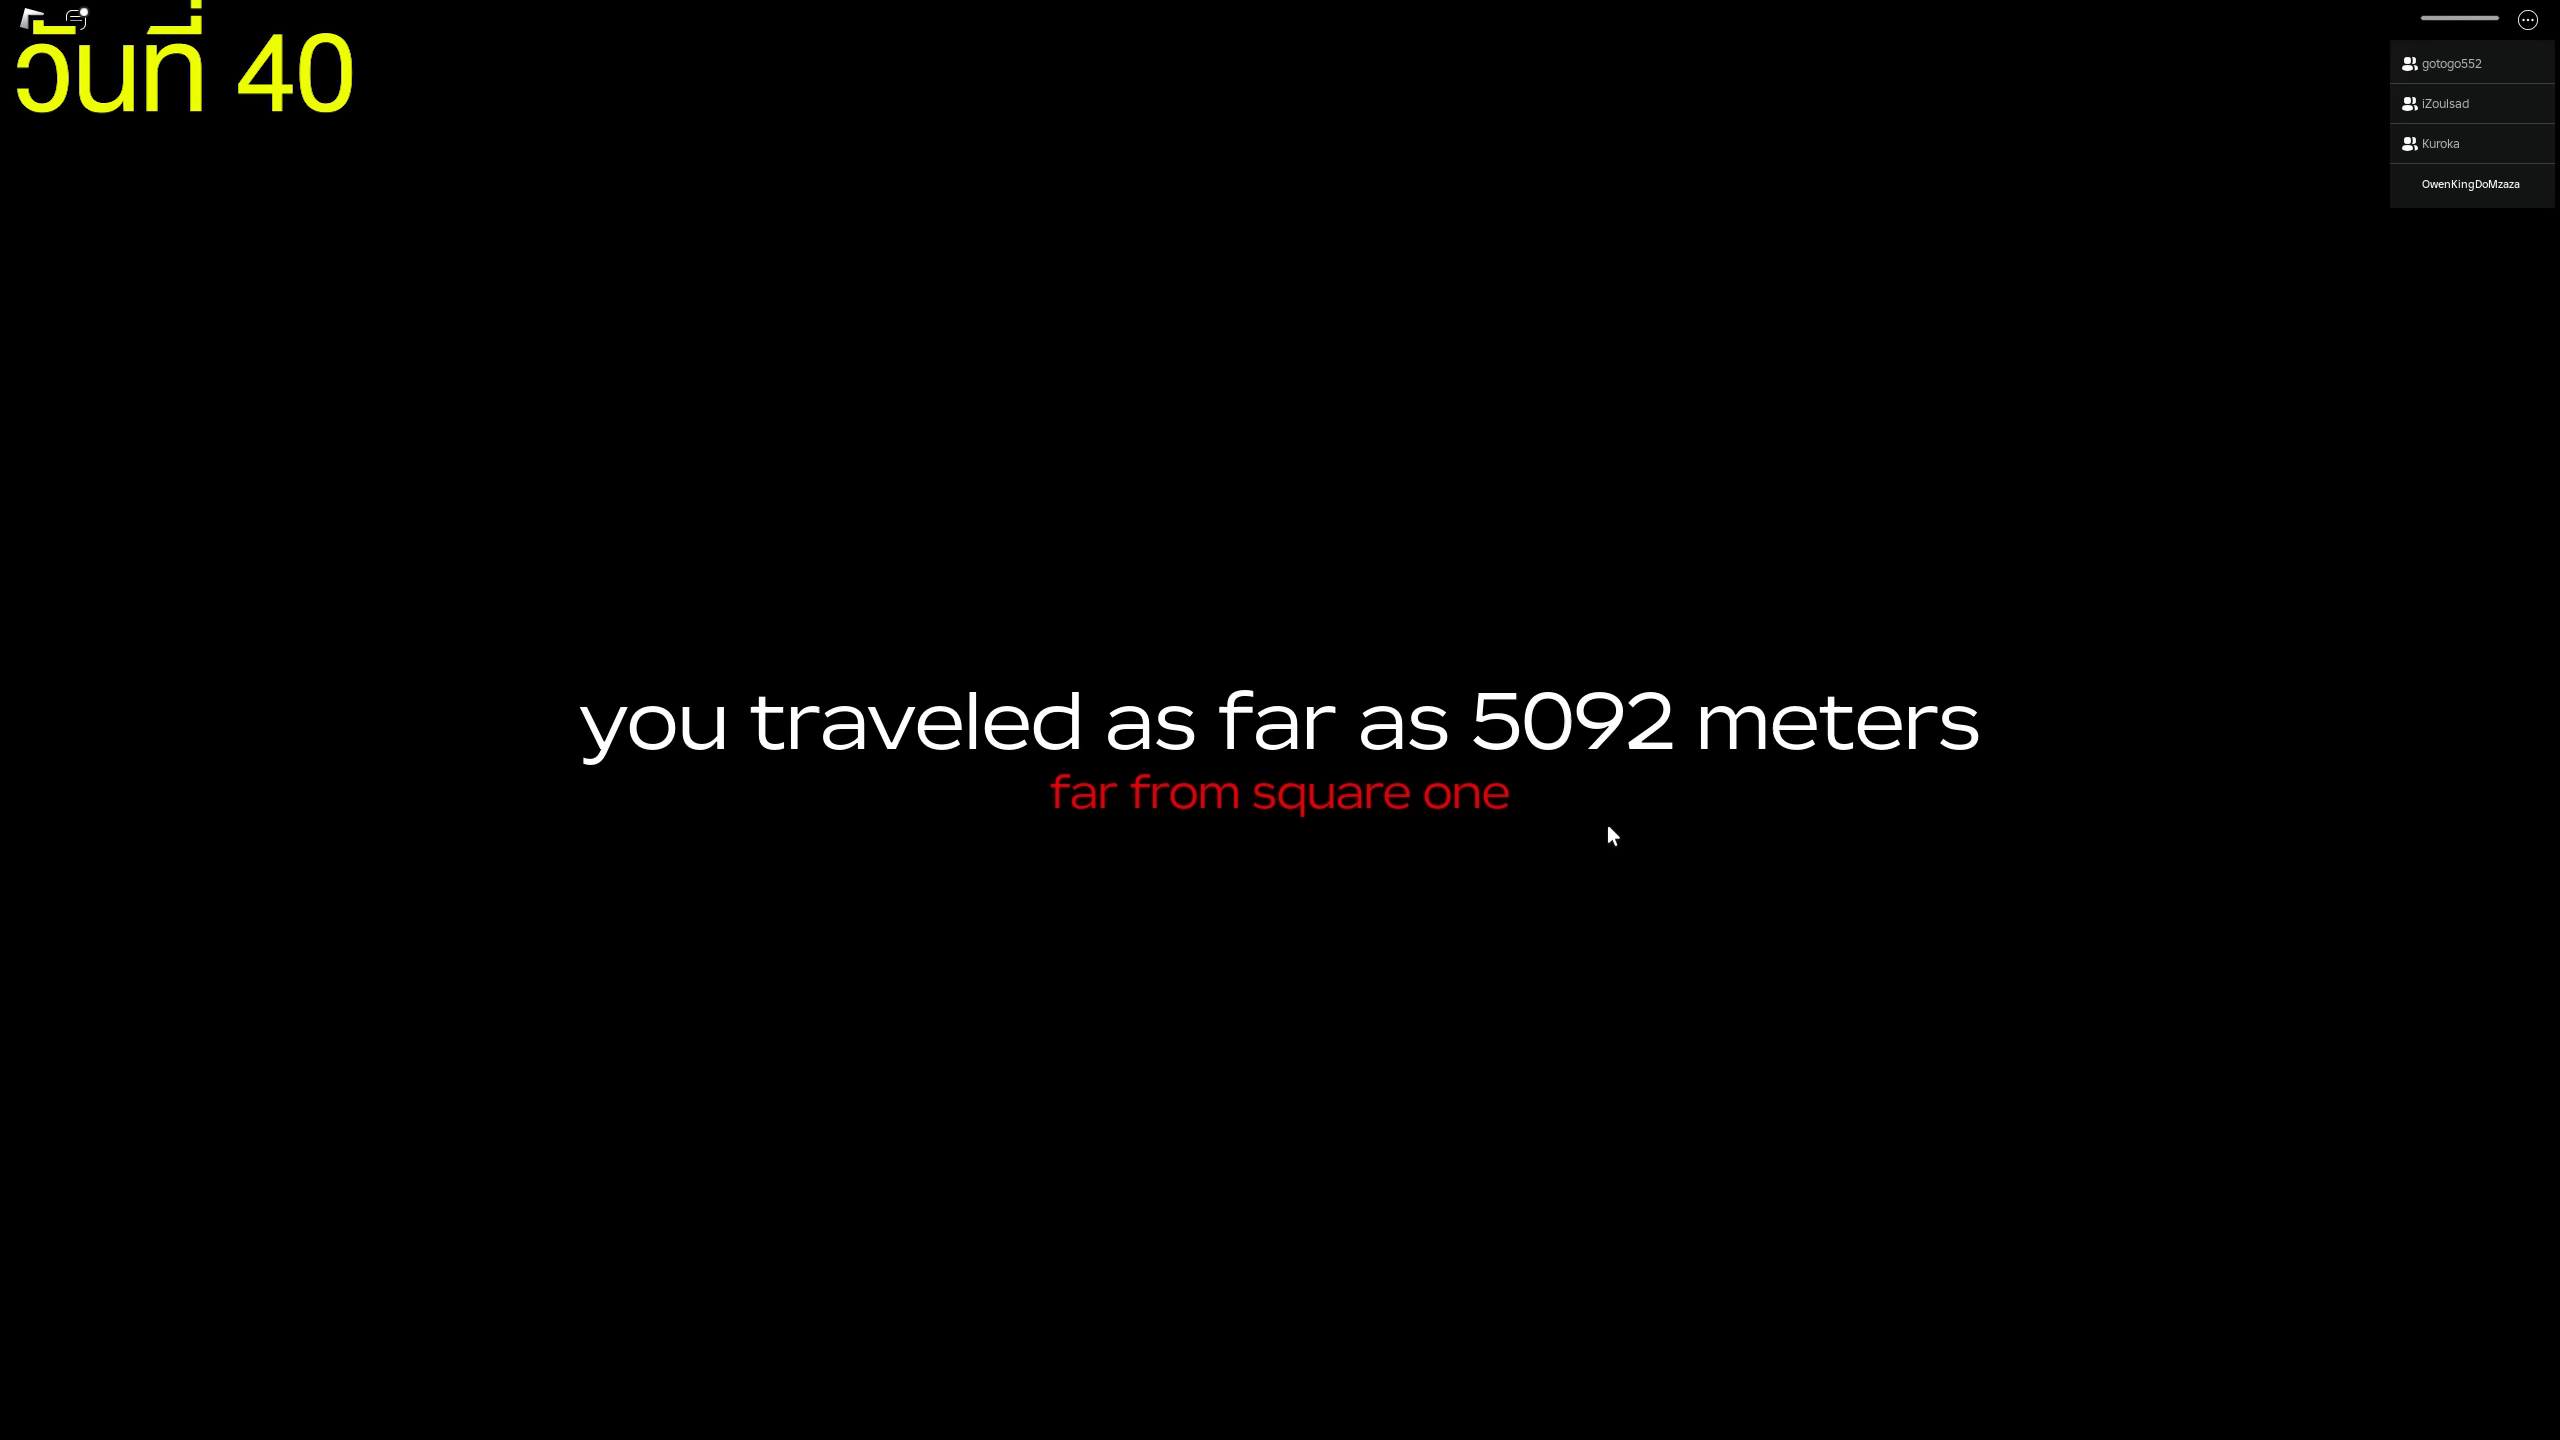 วันที่ 40
gotogo552
iZoulsad
Kuroka
OwenKingDoMzaza
you traveled as far as 5092 meters
far from square one